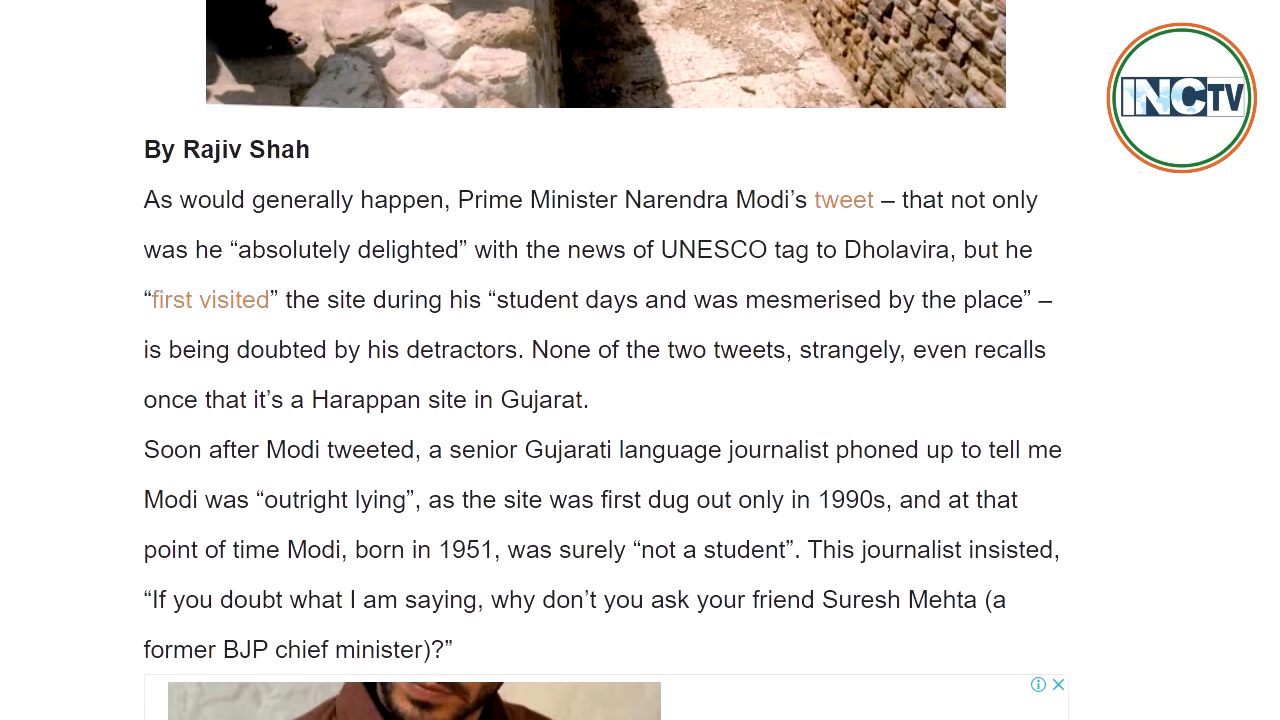 INCTV
By Rajiv Shah
As would generally happen, Prime Minister Narendra Modi’s tweet – that not only
was he “absolutely delighted” with the news of UNESCO tag to Dholavira, but he
“first visited” the site during his “student days and was mesmerised by the place” –
is being doubted by his detractors. None of the two tweets, strangely, even recalls
once that it’s a Harappan site in Gujarat.
Soon after Modi tweeted, a senior Gujarati language journalist phoned up to tell me
Modi was “outright lying”, as the site was first dug out only in 1990s, and at that
point of time Modi, born in 1951, was surely “not a student”. This journalist insisted,
“If you doubt what I am saying, why don’t you ask your friend Suresh Mehta (a
former BJP chief minister)?”